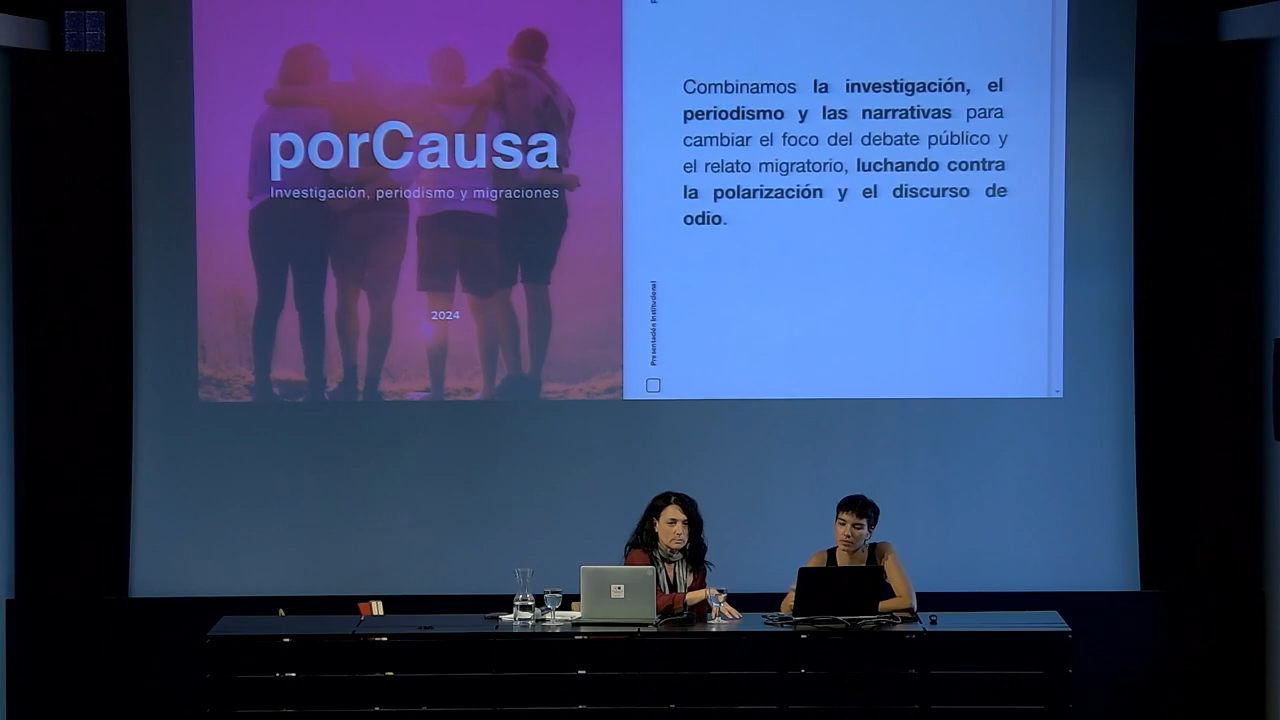 porCausa
Investigación, periodismo y migraciones
2024
Combinamos la investigación, el
periodismo y las narrativas para
cambiar el foco del debate público y
el relato migratorio, luchando contra
la polarización y el discurso de
odio.
Presentación Institucional